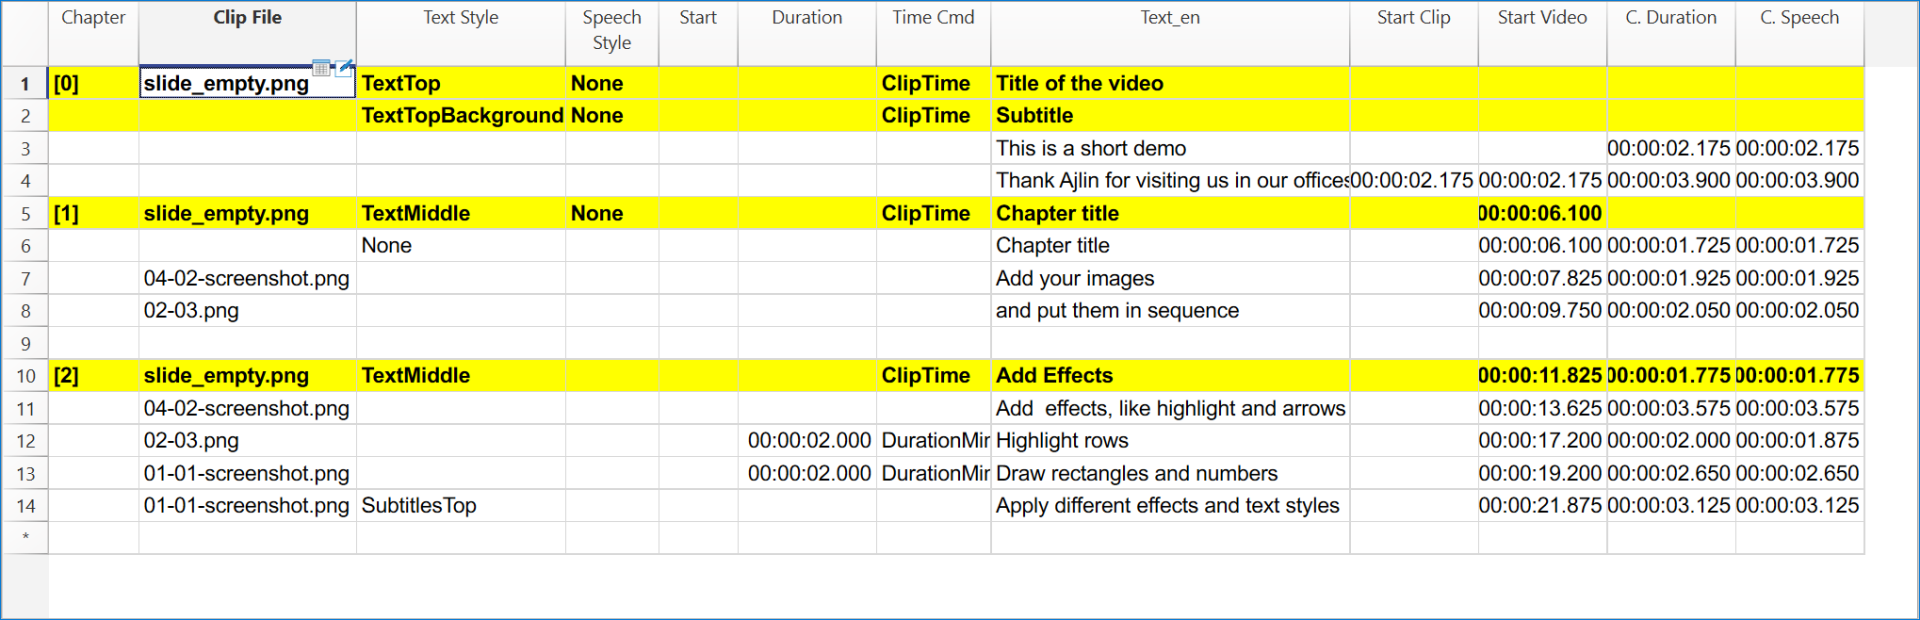 Chapter Clip File Text Style Speech Style Start Duration Time Cmd Text_en Start Clip Start Video C. Duration C. Speech
1 [0] slide_empty.png TextTop None ClipTime Title of the video
2 TextTopBackground None ClipTime Subtitle
3 This is a short demo 00:00:02.175 00:00:02.175
4 Thank Ajlin for visiting us in our offices 00:00:02.175 00:00:02.175 00:00:03.900 00:00:03.900
5 [1] slide_empty.png TextMiddle None ClipTime Chapter title 00:00:06.100
6 None Chapter title 00:00:06.100 00:00:01.725 00:00:01.725
7 04-02-screenshot.png Add your images 00:00:07.825 00:00:01.925 00:00:01.925
8 02-03.png and put them in sequence 00:00:09.750 00:00:02.050 00:00:02.050
9
10 [2] slide_empty.png TextMiddle ClipTime Add Effects 00:00:11.825 00:00:01.775 00:00:01.775
11 04-02-screenshot.png Add  effects, like highlight and arrows 00:00:13.625 00:00:03.575 00:00:03.575
12 02-03.png 00:00:02.000 DurationMin Highlight rows 00:00:17.200 00:00:02.000 00:00:01.875
13 01-01-screenshot.png 00:00:02.000 DurationMin Draw rectangles and numbers 00:00:19.200 00:00:02.650 00:00:02.650
14 01-01-screenshot.png SubtitlesTop Apply different effects and text styles 00:00:21.875 00:00:03.125 00:00:03.125
*